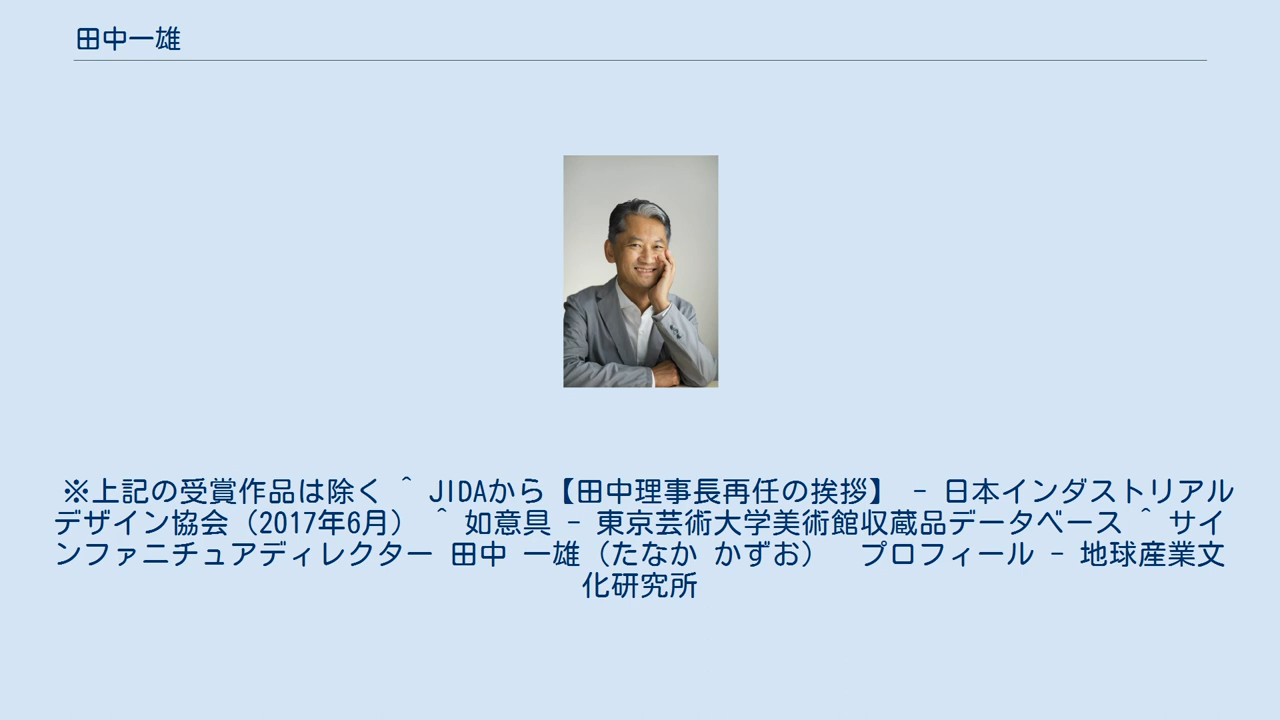 田中一雄
※上記の受賞作品は除く ^ JIDAから【田中理事長再任の挨拶】 - 日本インダストリアル
デザイン協会（2017年6月） ^ 如意具 - 東京芸術大学美術館収蔵品データベース ^ サイ
ンファニチュアディレクター 田中 一雄（たなか かずお）　プロフィール - 地球産業文
化研究所